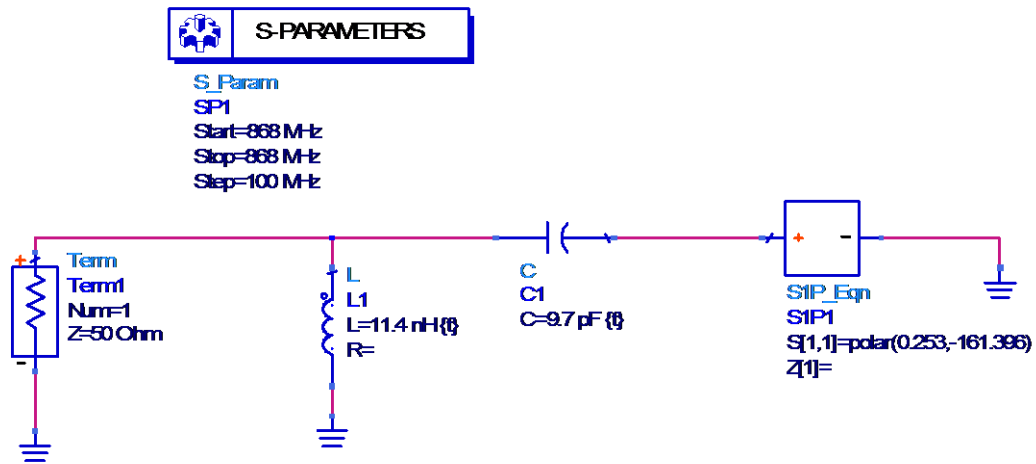 S-PARAMETERS
S_Param
SP1
Start=868 MHz
Stop=868 MHz
Step=100 MHz
+
Term
Term1
Num=1
Z=50 Ohm
-
L
L1
L=11.4 nH {t}
R=
C
C1
C=9.7 pF {t}
+ -
S1P_Eqn
S1P1
S[1,1]=polar(0.253,-161.396)
Z[1]=